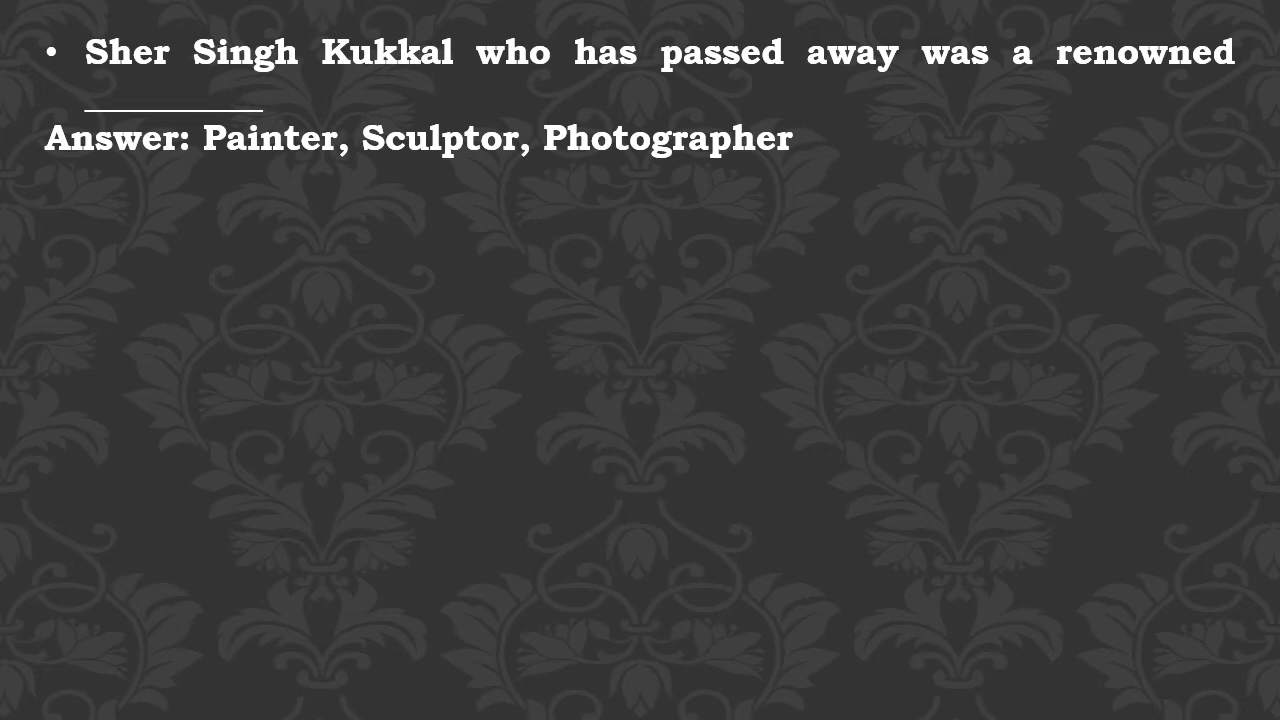 • Sher Singh Kukkal who has passed away was a renowned
__________
Answer: Painter, Sculptor, Photographer